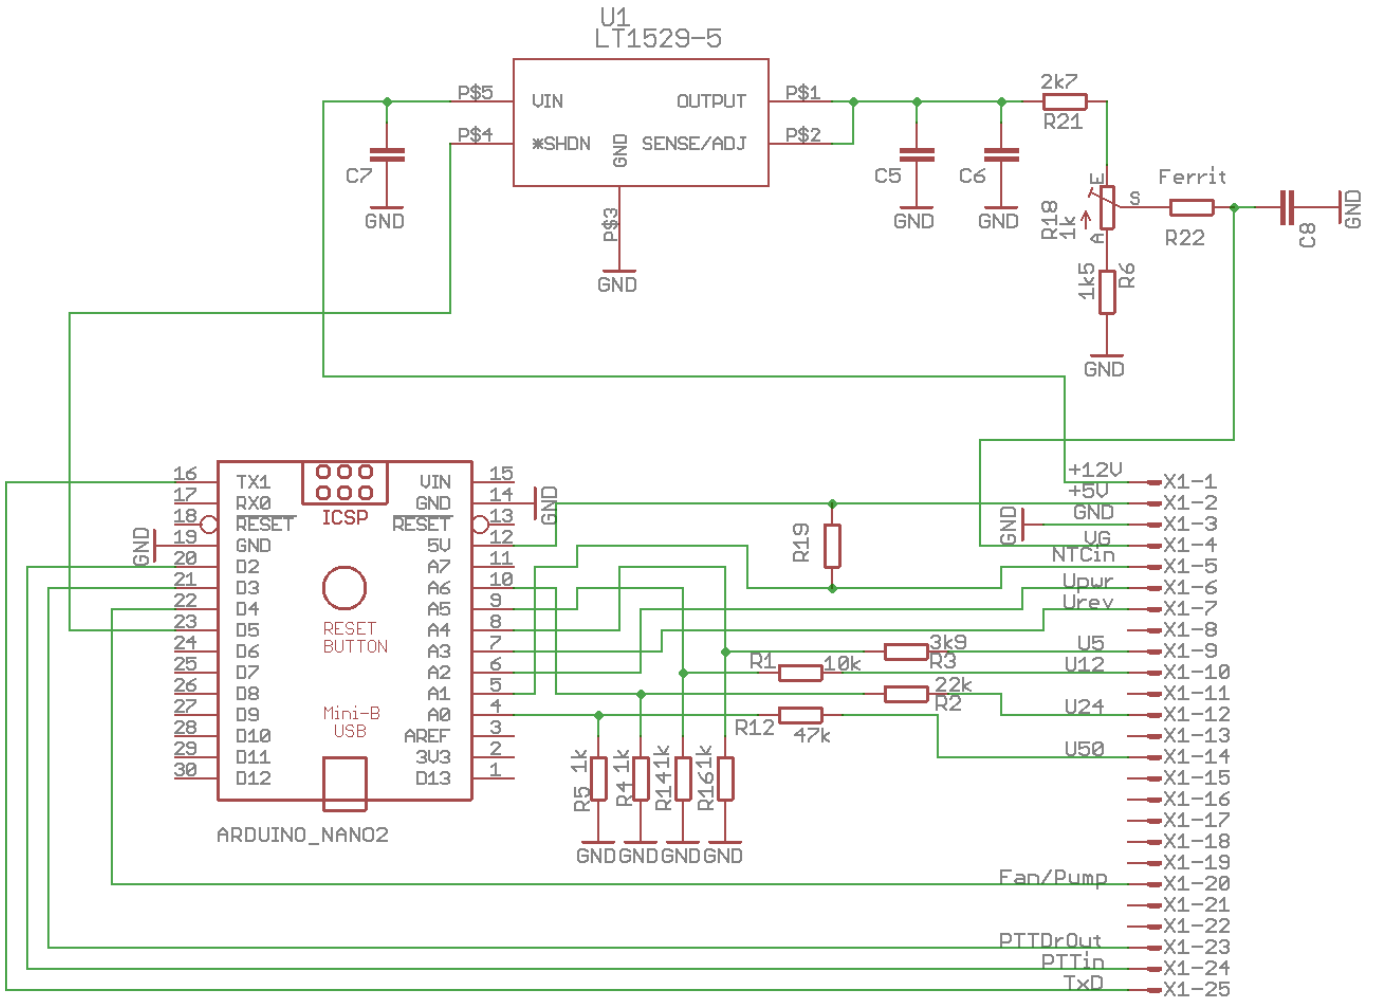 U1
LT1529-5
P$5
VIN
OUTPUT
P$1
P$4
*SHDN
GND
SENSE/ADJ
P$2
P$3
GND
C7
GND
C5
GND
C6
GND
2k7
R21
E
S
A
R18
1k
Ferrit
R22
C8
GND
1k5
R6
GND
16 TX1
17 RX0
18 RESET
19 GND
20 D2
21 D3
22 D4
23 D5
24 D6
25 D7
26 D8
27 D9
28 D10
29 D11
30 D12
GND
ICSP
RESET
BUTTON
Mini-B
USB
VIN 15
GND 14
RESET 13
5V 12
A7 11
A6 10
A5 9
A4 8
A3 7
A2 6
A1 5
A0 4
AREF 3
3V3 2
D13 1
GND
ARDUINO_NANO2
R19
GND
R1 10k
3k9
R3
22k
R2
R12
47k
R5 1k
R4 1k
R14 1k
R16 1k
GND GND GND GND
+12V X1-1
+5V X1-2
GND X1-3
VG X1-4
NTCin X1-5
Upwr X1-6
Urev X1-7
X1-8
U5 X1-9
U12 X1-10
X1-11
U24 X1-12
X1-13
U50 X1-14
X1-15
X1-16
X1-17
X1-18
X1-19
Fan/Pump X1-20
X1-21
X1-22
PTTDrOut X1-23
PTTin X1-24
TxD X1-25